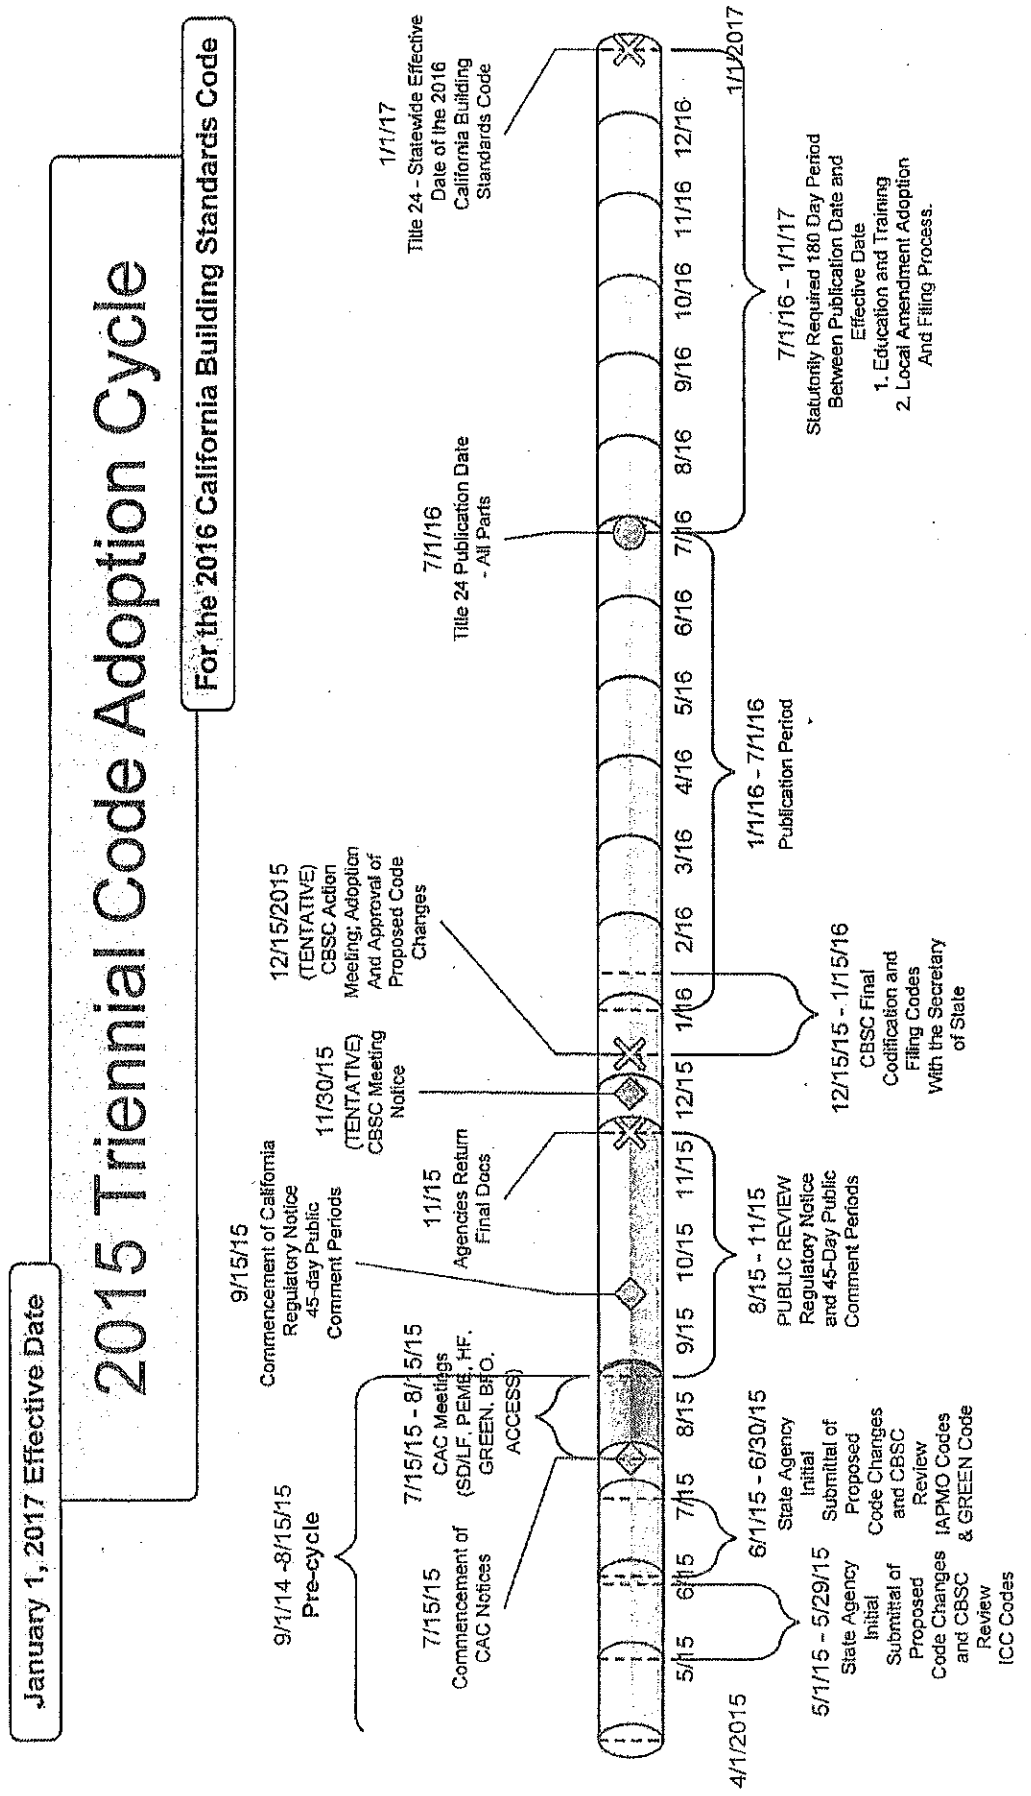 January 1, 2017 Effective Date
2015 Triennial Code Adoption Cycle
For the 2016 California Building Standards Code
9/1/14 -8/15/15
Pre-cycle
7/15/15
Commencement of
CAC Notices
7/15/15 - 8/15/15
CAC Meetings
(SD/LF, PEME, HF,
GREEN, BFO,
ACCESS)
9/15/15
Commencement of California
Regulatory Notice
45-day Public
Comment Periods
11/15
Agencies Return
Final Docs
11/30/15
(TENTATIVE)
CBSC Meeting
Notice
12/15/2015
(TENTATIVE)
CBSC Action
Meeting; Adoption
And Approval of
Proposed Code
Changes
7/1/16
Title 24 Publication Date
- All Parts
1/1/17
Title 24 - Statewide Effective
Date of the 2016
California Building
Standards Code
4/1/2015
5/15
6/15
7/15
8/15
9/15
10/15
11/15
12/15
1/16
2/16
3/16
4/16
5/16
6/16
7/16
8/16
9/16
10/16
11/16
12/16
1/1/2017
5/1/15 - 5/29/15
State Agency
Initial
Submittal of
Proposed
Code Changes
and CBSC
Review
ICC Codes
6/1/15 - 6/30/15
State Agency
Initial
Submittal of
Proposed
Code Changes
and CBSC
Review
IAPMO Codes
& GREEN Code
8/15 - 11/15
PUBLIC REVIEW
Regulatory Notice
and 45-Day Public
Comment Periods
12/15/15 - 1/15/16
CBSC Final
Codification and
Filing Codes
With the Secretary
of State
1/1/16 - 7/1/16
Publication Period
7/1/16 - 1/1/17
Statutorily Required 180 Day Period
Between Publication Date and
Effective Date
1. Education and Training
2. Local Amendment Adoption
And Filing Process.